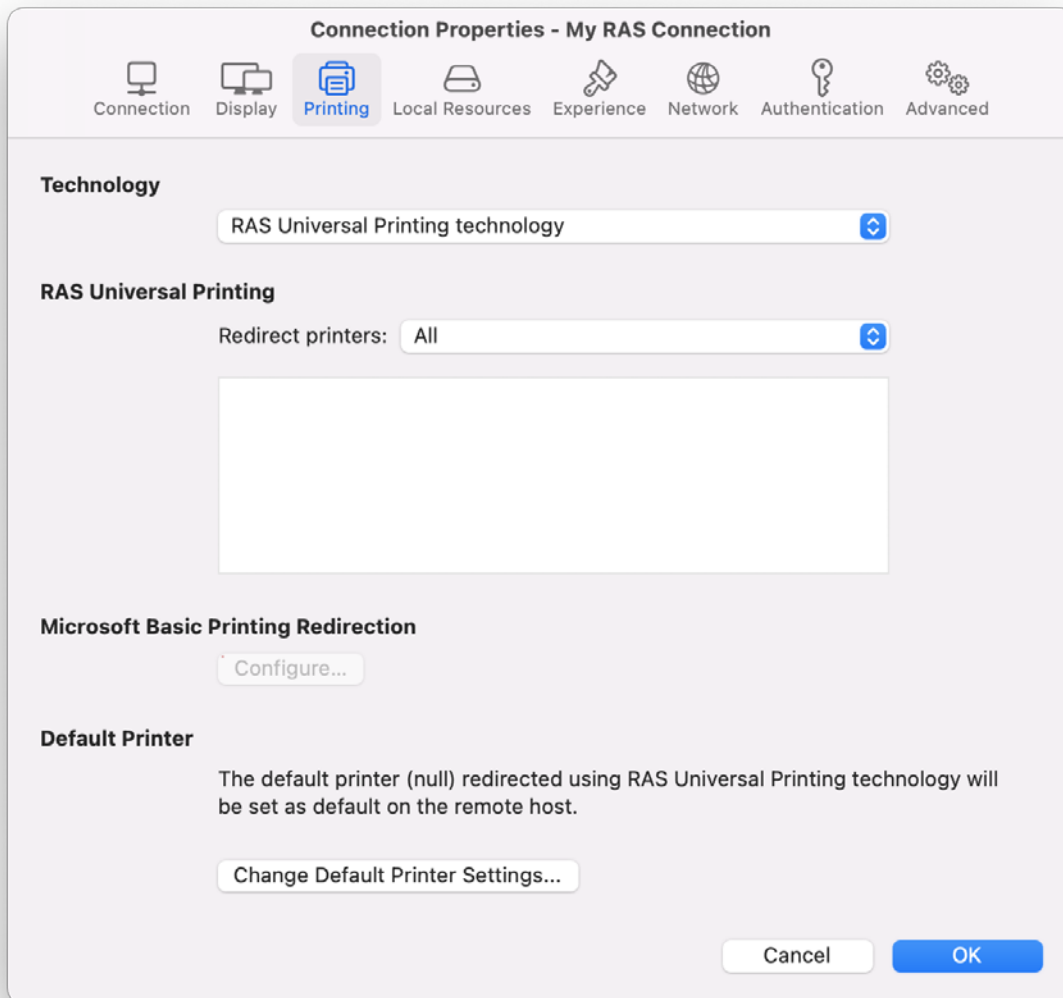 Connection Properties - My RAS Connection
Connection Display Printing Local Resources Experience Network Authentication Advanced
Technology
RAS Universal Printing technology
RAS Universal Printing
Redirect printers: All
Microsoft Basic Printing Redirection
Configure...
Default Printer
The default printer (null) redirected using RAS Universal Printing technology will
be set as default on the remote host.
Change Default Printer Settings...
Cancel OK